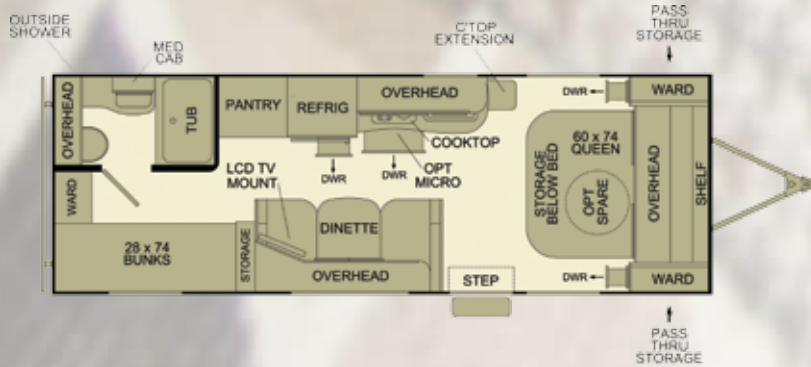 OUTSIDE
SHOWER
MED
CAB
C'TOP
EXTENSION
PASS
THRU
STORAGE
OVERHEAD
TUB
PANTRY
REFRIG
OVERHEAD
DWR
WARD
COOKTOP
OPT
MICRO
DWR
DWR
LCD TV
MOUNT
STORAGE
BELOW BED
60 x 74
QUEEN
OPT
SPARE
OVERHEAD
SHELF
WARD
28 x 74
BUNKS
STORAGE
DINETTE
OVERHEAD
STEP
DWR
WARD
PASS
THRU
STORAGE